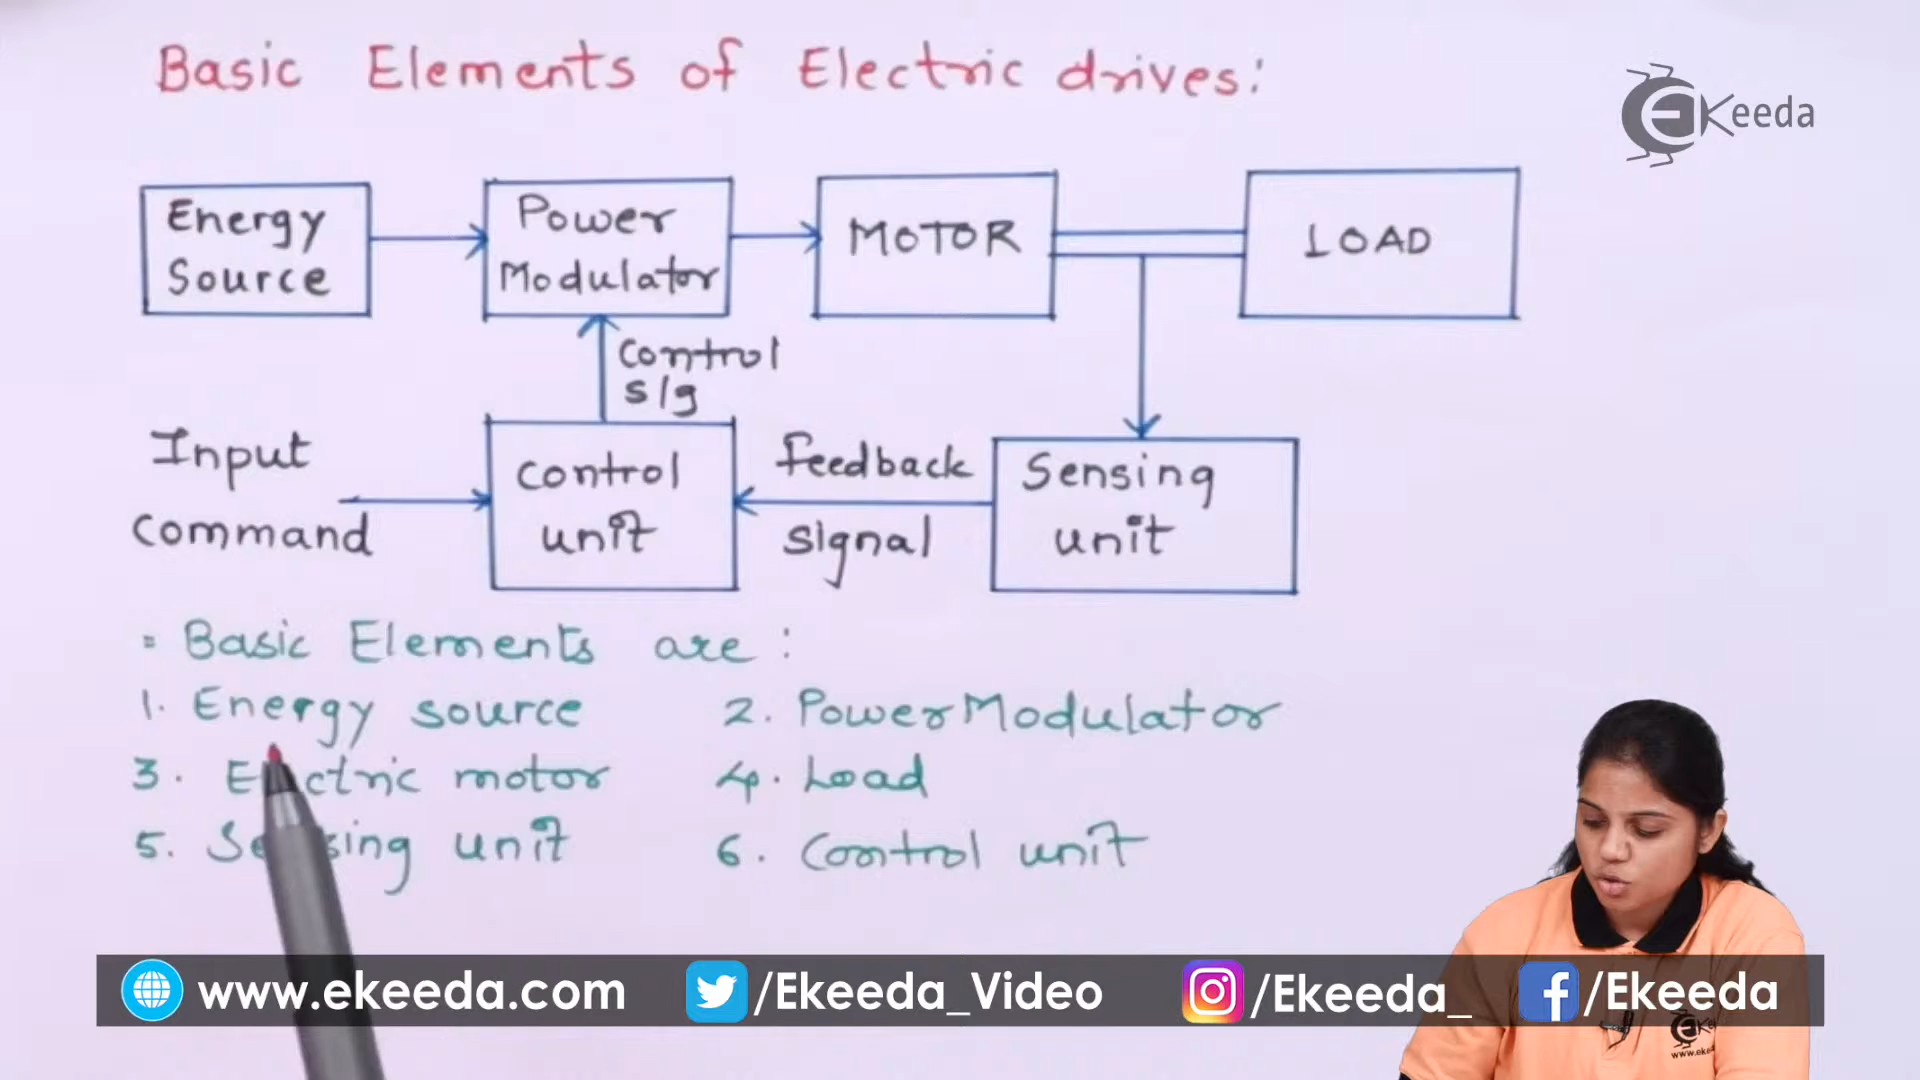 Basic Elements of Electric drives:
EKeeda
Energy
Source
Power
Modulator
MOTOR
LOAD
Control
s/g
Input
Command
Control
unit
feedback
signal
Sensing
unit
Basic Elements are :
1. Energy source
2. Power Modulator
3. Electric motor
4. Load
5. Sensing unit
6. Control unit
www.ekeeda.com
/Ekeeda_Video
/Ekeeda_
/Ekeeda